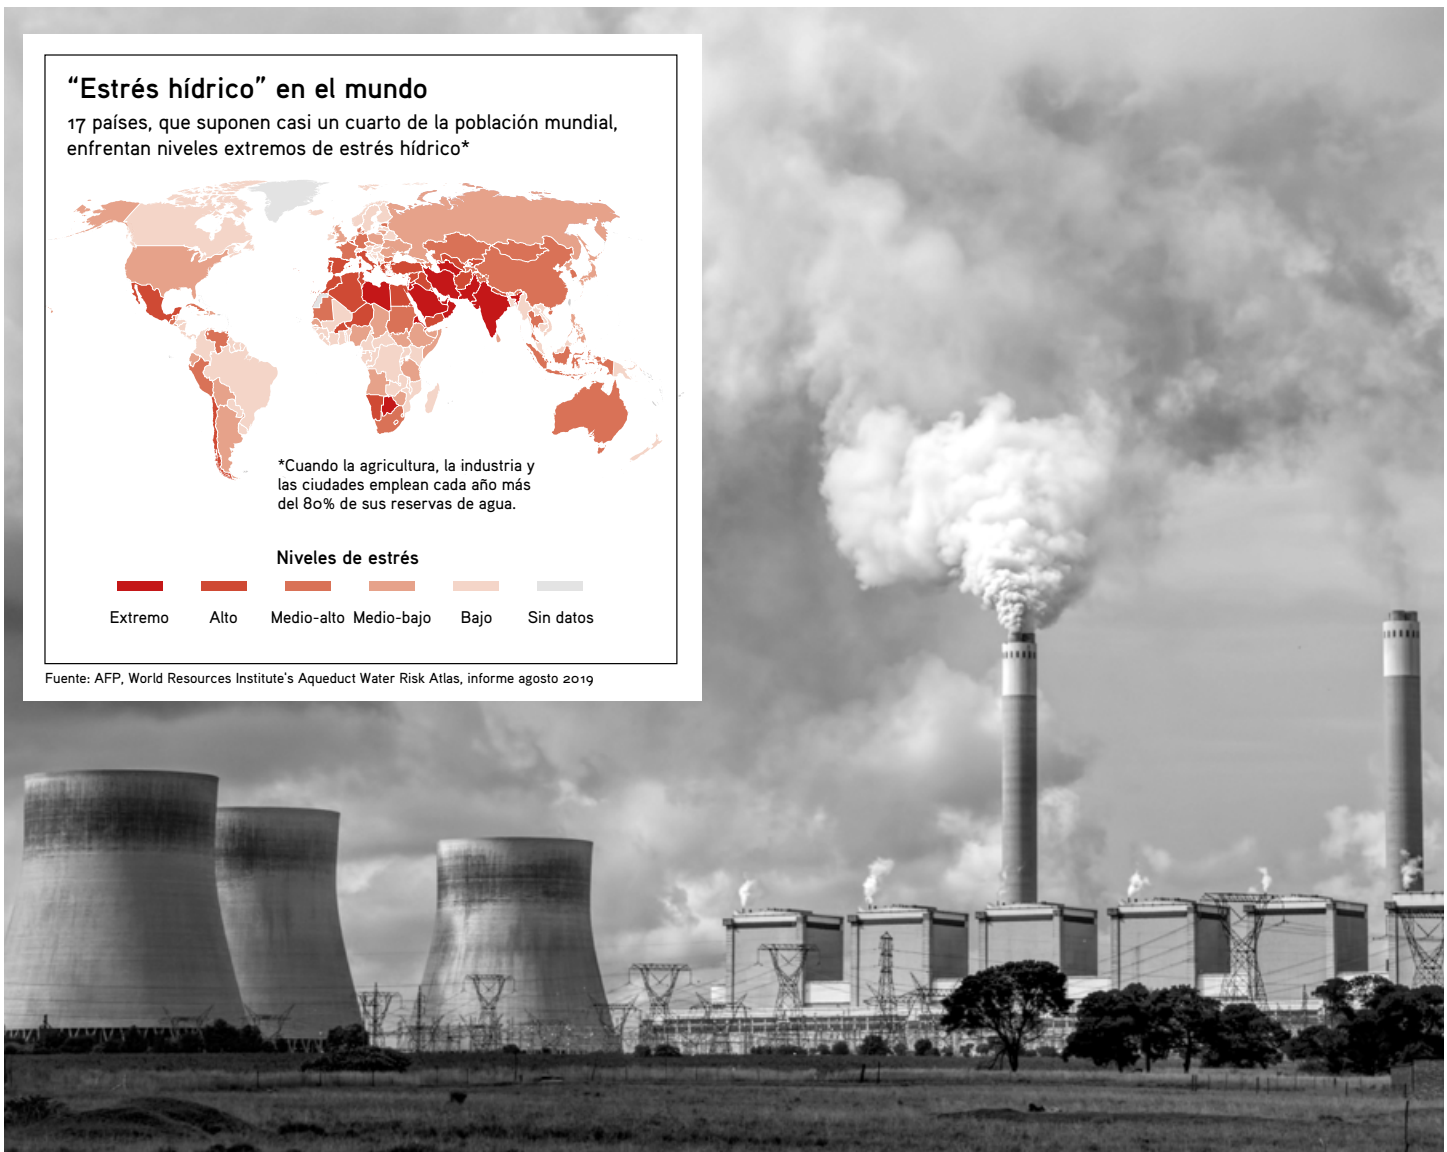 “Estrés hídrico” en el mundo
17 países, que suponen casi un cuarto de la población mundial,
enfrentan niveles extremos de estrés hídrico*
*Cuando la agricultura, la industria y
las ciudades emplean cada año más
del 80% de sus reservas de agua.
Niveles de estrés
Extremo Alto Medio-alto Medio-bajo Bajo Sin datos
Fuente: AFP, World Resources Institute’s Aqueduct Water Risk Atlas, informe agosto 2019